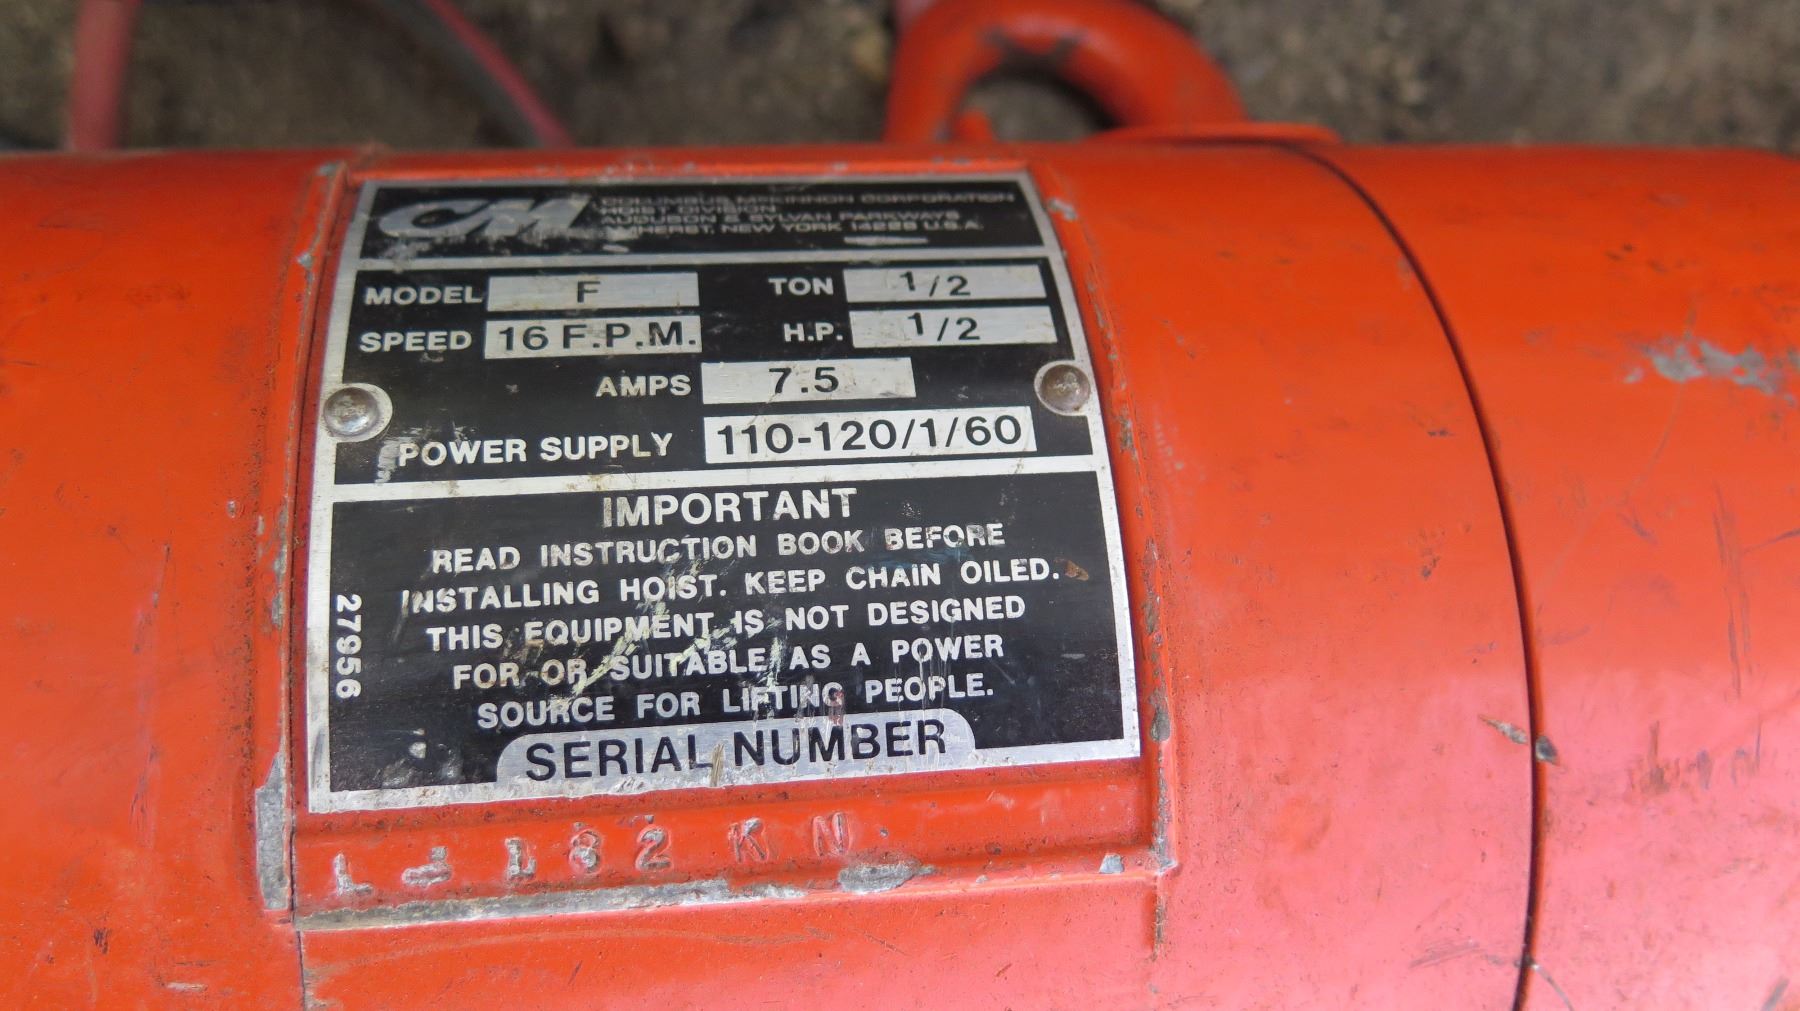 CM
COLUMBUS MCKINNON CORPORATION
HOIST DIVISION
AUDUBON & SYLVAN PARKWAYS
AMHERST, NEW YORK 14228 U.S.A.
MODEL F TON 1/2
SPEED 16 F.P.M. H.P. 1/2
AMPS 7.5
POWER SUPPLY 110-120/1/60
IMPORTANT
READ INSTRUCTION BOOK BEFORE
INSTALLING HOIST. KEEP CHAIN OILED.
THIS EQUIPMENT IS NOT DESIGNED
FOR OR SUITABLE AS A POWER
SOURCE FOR LIFTING PEOPLE.
27956
SERIAL NUMBER
KN